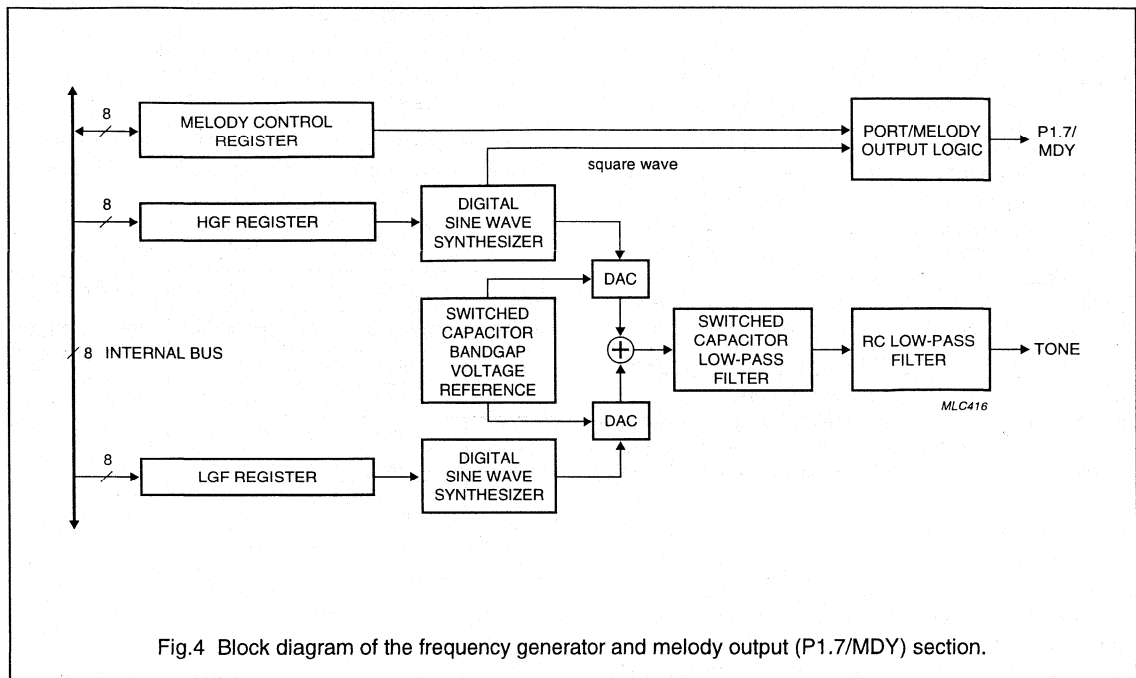 8
MELODY CONTROL
REGISTER
PORT/MELODY
OUTPUT LOGIC
P1.7/
MDY
square wave
8
HGF REGISTER
DIGITAL
SINE WAVE
SYNTHESIZER
DAC
8 INTERNAL BUS
SWITCHED
CAPACITOR
BANDGAP
VOLTAGE
REFERENCE
+
SWITCHED
CAPACITOR
LOW-PASS
FILTER
RC LOW-PASS
FILTER
TONE
MLC416
DAC
8
LGF REGISTER
DIGITAL
SINE WAVE
SYNTHESIZER
Fig.4 Block diagram of the frequency generator and melody output (P1.7/MDY) section.